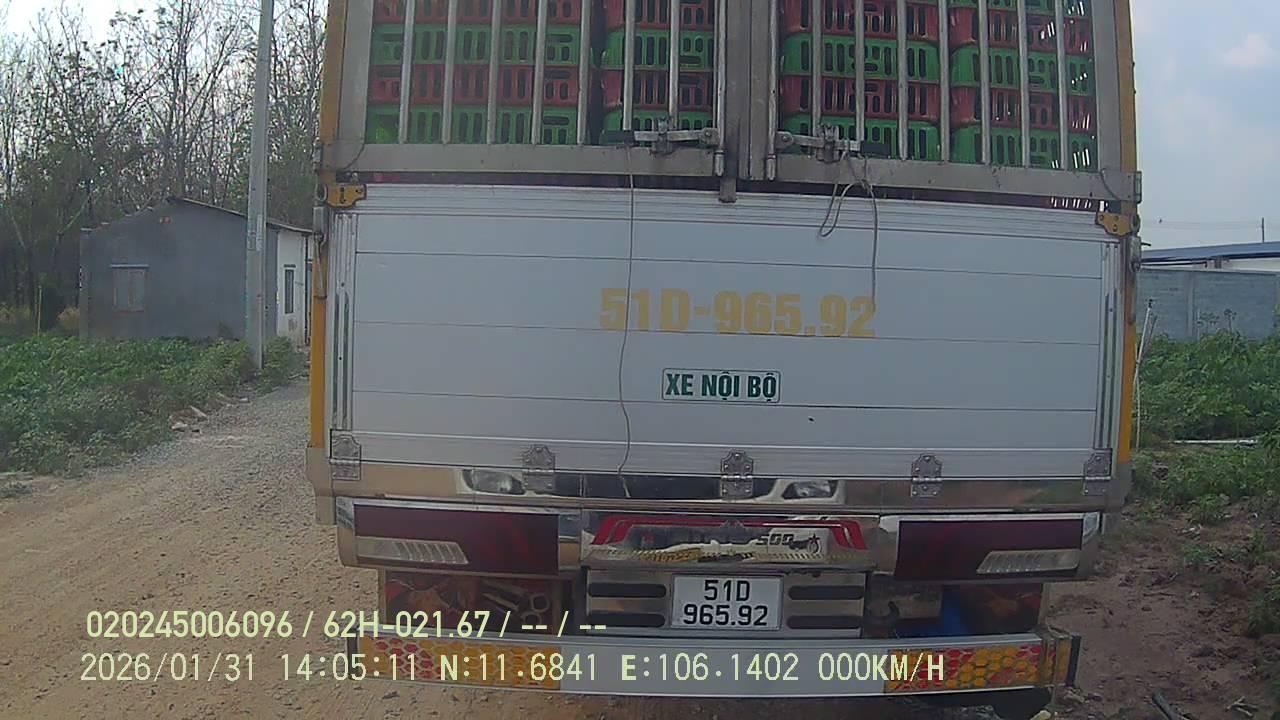 51D-965.92
XE NỘI BỘ
500
51D
965.92
020245006096 / 62H-021.67 / -- / --
2026/01/31 14:05:11 N:11.6841 E:106.1402 000KM/H